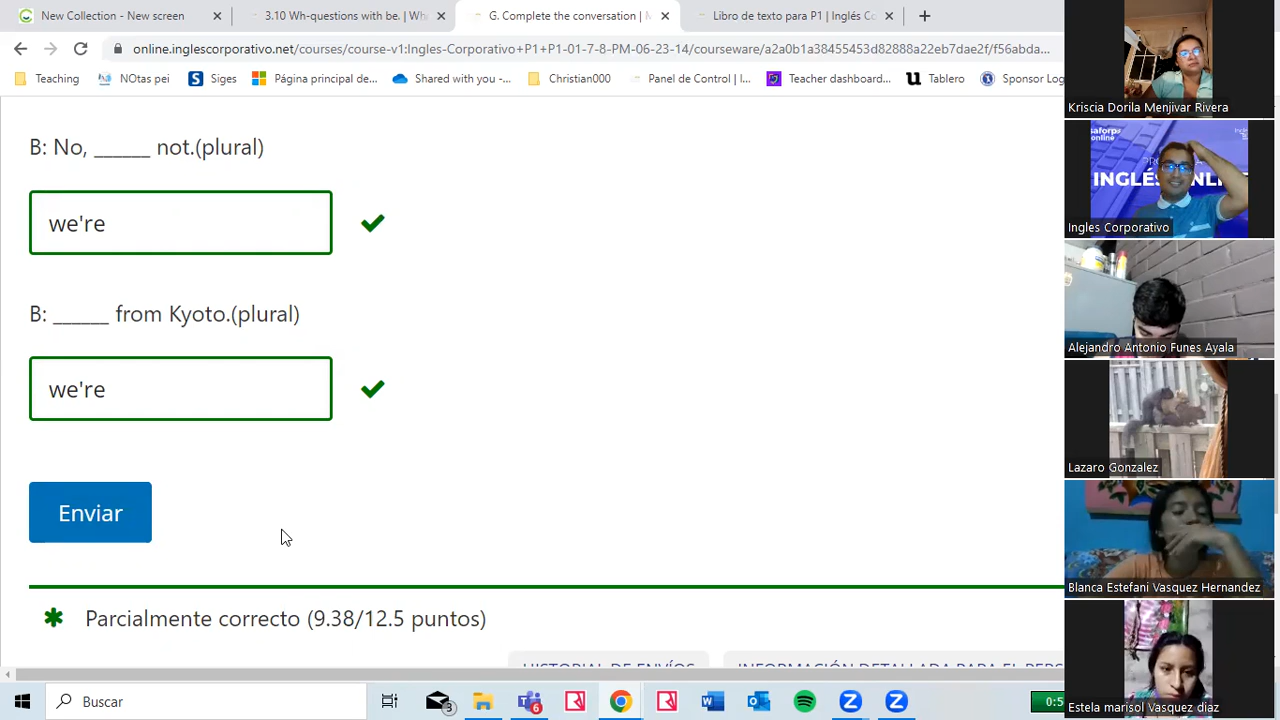 New Collection - New screen
3.10 Wh-questions with be. | Wh
G. Complete the conversation | M
Libro de texto para P1 | Inglés Co
online.inglescorporativo.net/courses/course-v1:Ingles-Corporativo+P1+P1-01-7-8-PM-06-23-14/courseware/a2a0b1a38455453d82888a22eb7dae2f/f56abda...
Teaching
NOtas pei
Siges
Página principal de...
Shared with you -...
Christian000
Panel de Control | I...
Teacher dashboard...
Tablero
Sponsor Log
B: No, ______ not.(plural)
we're
B: ______ from Kyoto.(plural)
we're
Enviar
Parcialmente correcto (9.38/12.5 puntos)
Buscar
Kriscia Dorila Menjivar Rivera
INGLÉS
Ingles Corporativo
Alejandro Antonio Funes Ayala
Lazaro Gonzalez
Blanca Estefani Vasquez Hernandez
Estela marisol Vasquez diaz